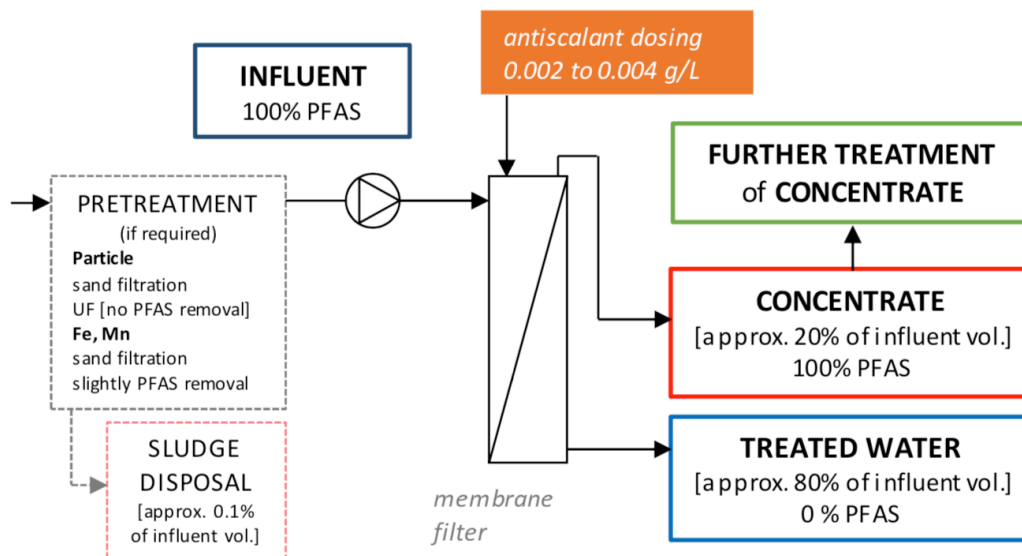 antiscalant dosing
0.002 to 0.004 g/L
INFLUENT
100% PFAS
FURTHER TREATMENT
of CONCENTRATE
PRETREATMENT
(if required)
Particle
sand filtration
UF [no PFAS removal]
Fe, Mn
sand filtration
slightly PFAS removal
CONCENTRATE
[approx. 20% of influent vol.]
100% PFAS
SLUDGE
DISPOSAL
[approx. 0.1%
of influent vol.]
membrane
filter
TREATED WATER
[approx. 80% of influent vol.]
0 % PFAS